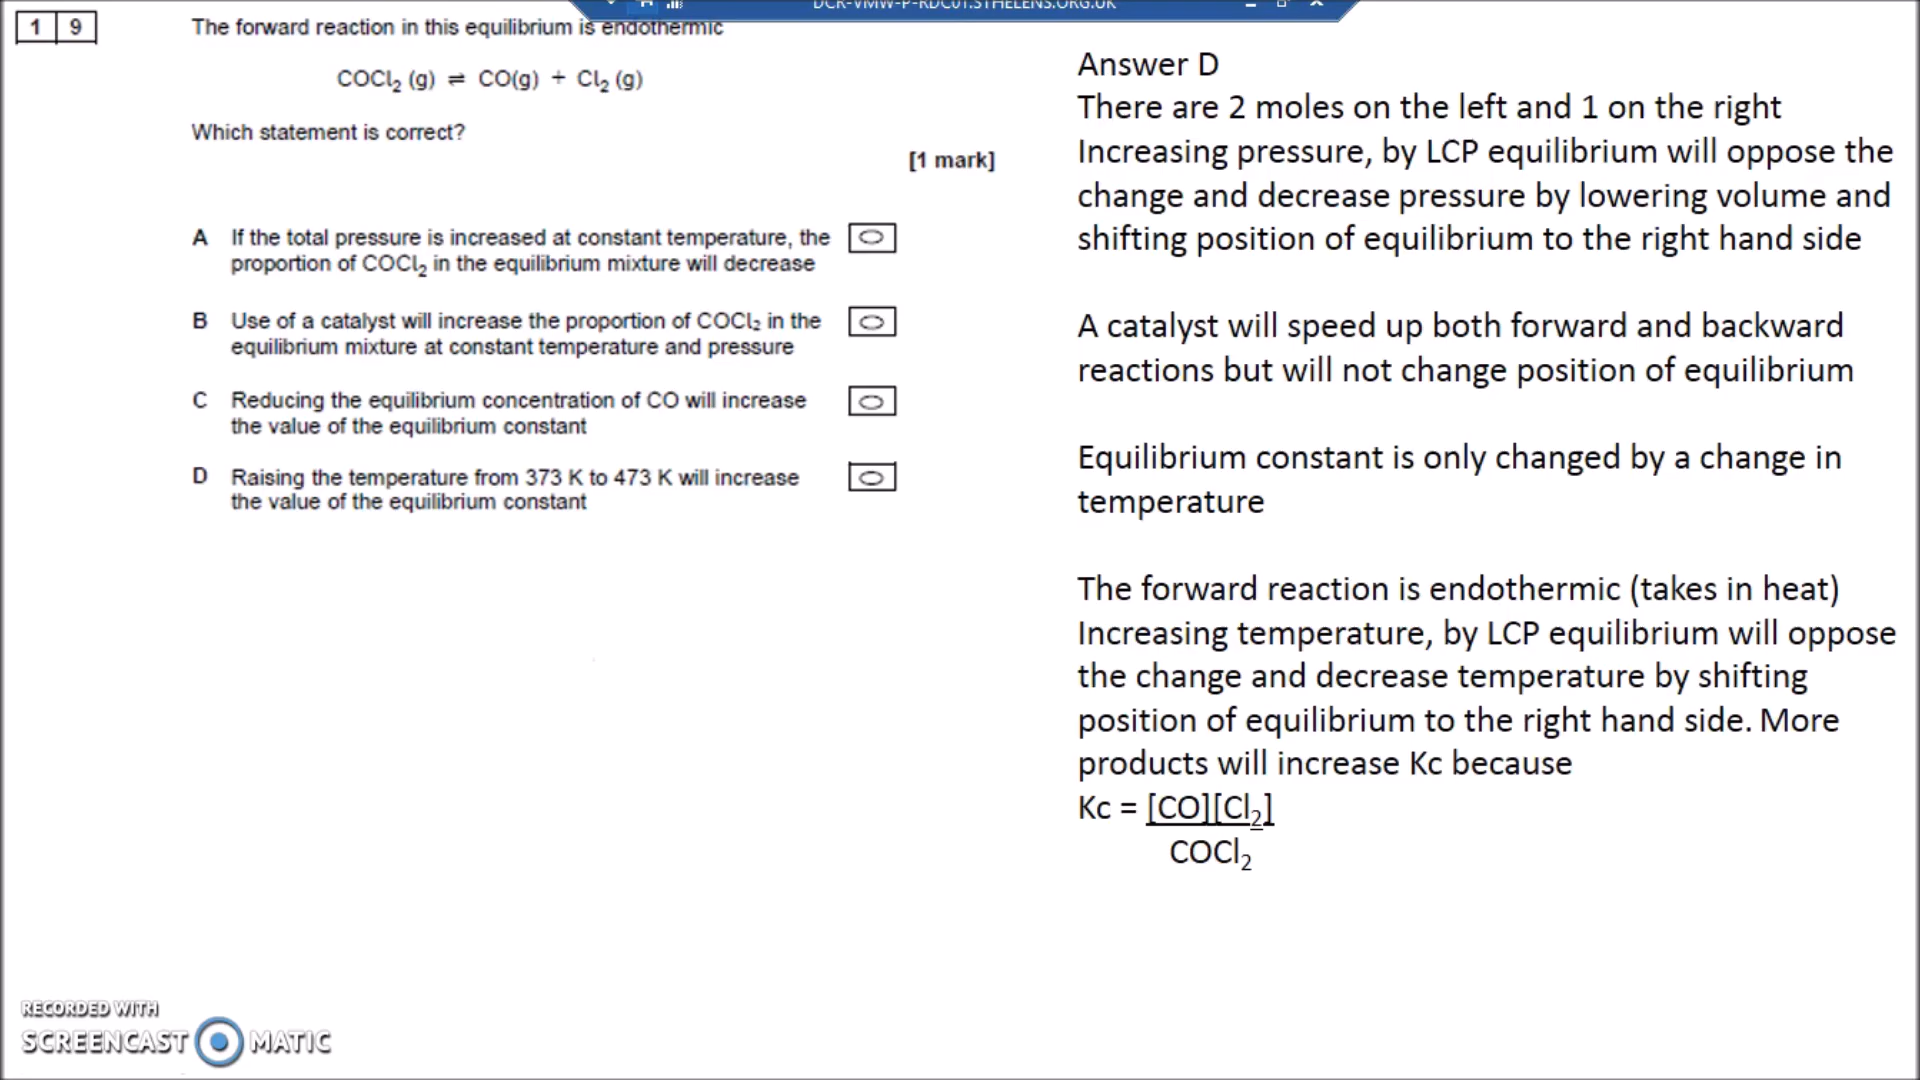 DCR-VMW-P-RDC01.STHELENS.ORG.UK
1 9
The forward reaction in this equilibrium is endothermic
COCl₂ (g) ⇌ CO(g) + Cl₂ (g)
Which statement is correct?
[1 mark]
A If the total pressure is increased at constant temperature, the
proportion of COCl₂ in the equilibrium mixture will decrease
B Use of a catalyst will increase the proportion of COCl₂ in the
equilibrium mixture at constant temperature and pressure
C Reducing the equilibrium concentration of CO will increase
the value of the equilibrium constant
D Raising the temperature from 373 K to 473 K will increase
the value of the equilibrium constant
Answer D
There are 2 moles on the left and 1 on the right
Increasing pressure, by LCP equilibrium will oppose the
change and decrease pressure by lowering volume and
shifting position of equilibrium to the right hand side
A catalyst will speed up both forward and backward
reactions but will not change position of equilibrium
Equilibrium constant is only changed by a change in
temperature
The forward reaction is endothermic (takes in heat)
Increasing temperature, by LCP equilibrium will oppose
the change and decrease temperature by shifting
position of equilibrium to the right hand side. More
products will increase Kc because
Kc = [CO][Cl₂]
COCl₂
RECORDED WITH
SCREENCAST MATIC